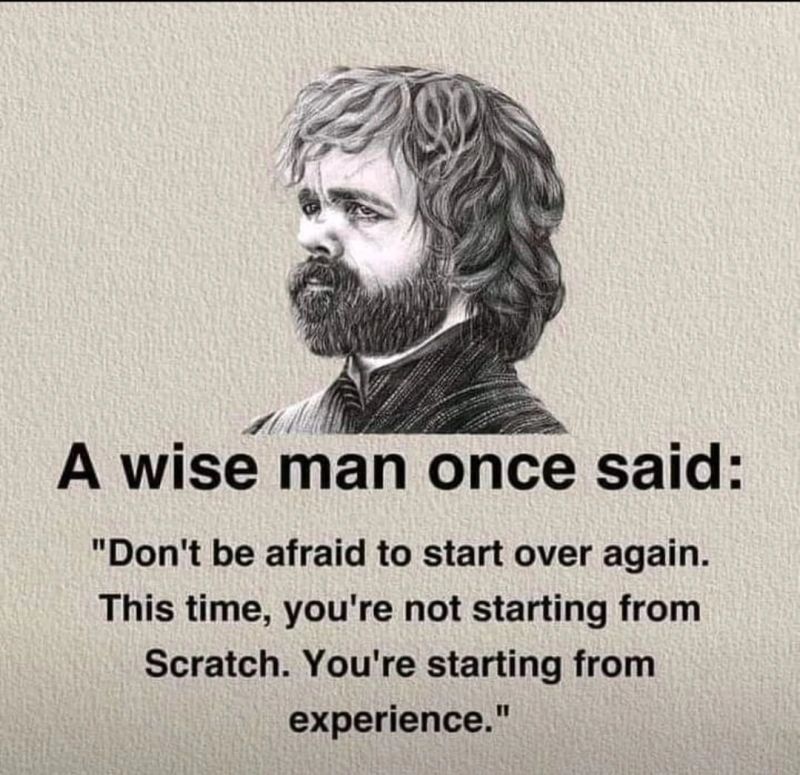 A wise man once said:
"Don't be afraid to start over again.
This time, you're not starting from
Scratch. You're starting from
experience."